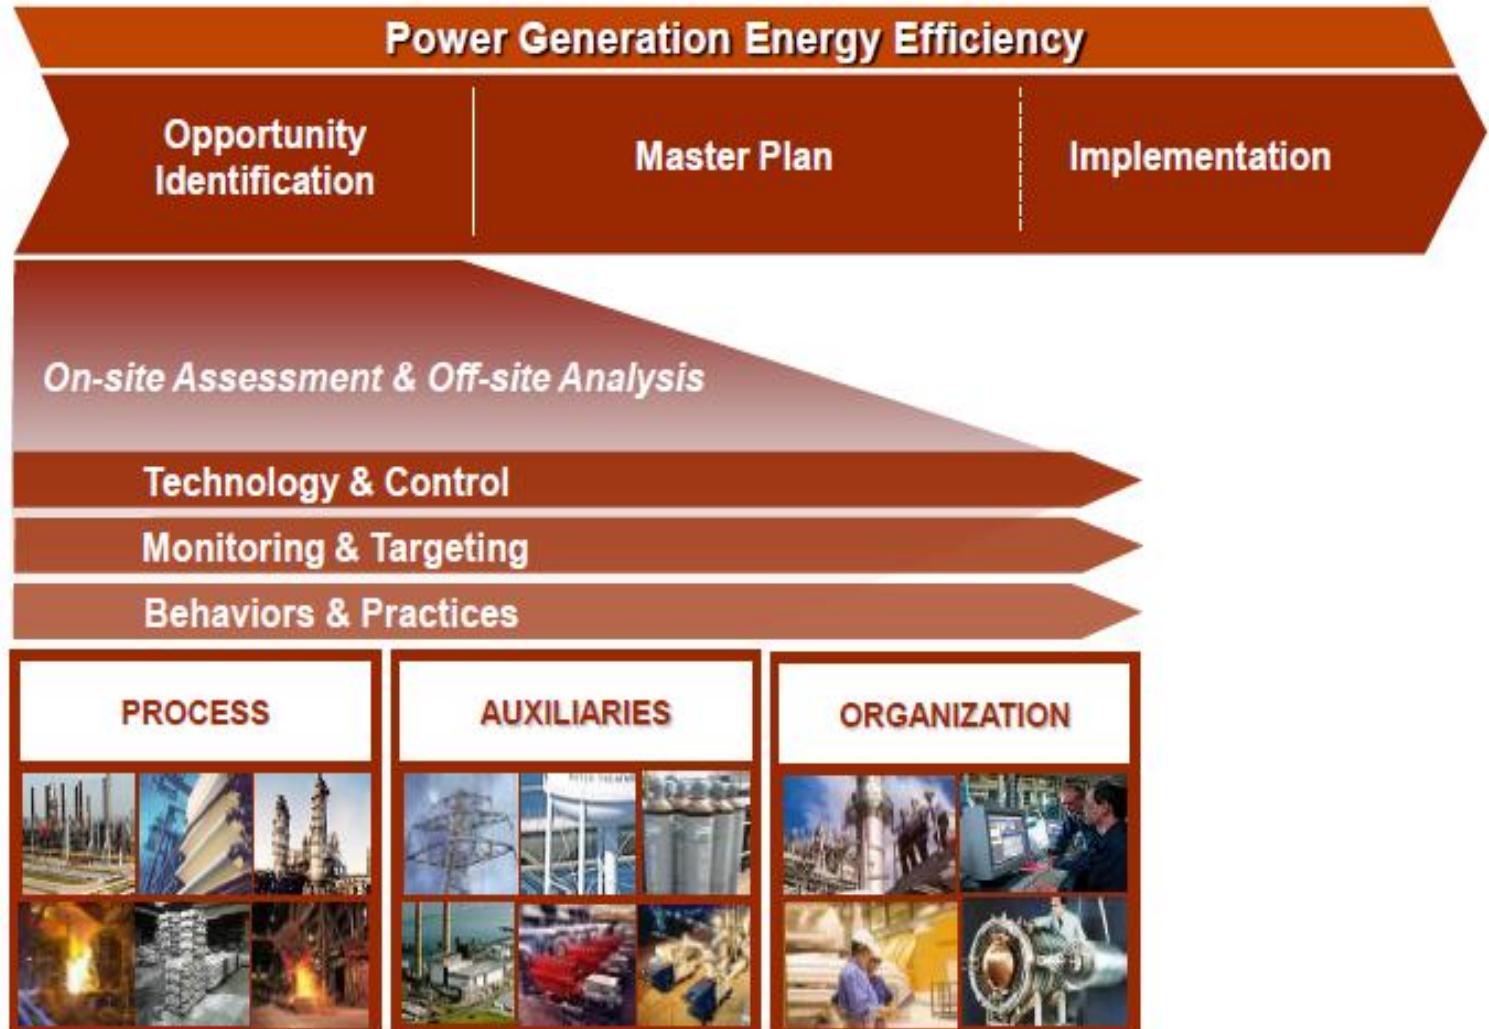 Power Generation Energy Efficiency
Opportunity
Identification
Master Plan
Implementation
On-site Assessment & Off-site Analysis
Technology & Control
Monitoring & Targeting
Behaviors & Practices
PROCESS
AUXILIARIES
ORGANIZATION